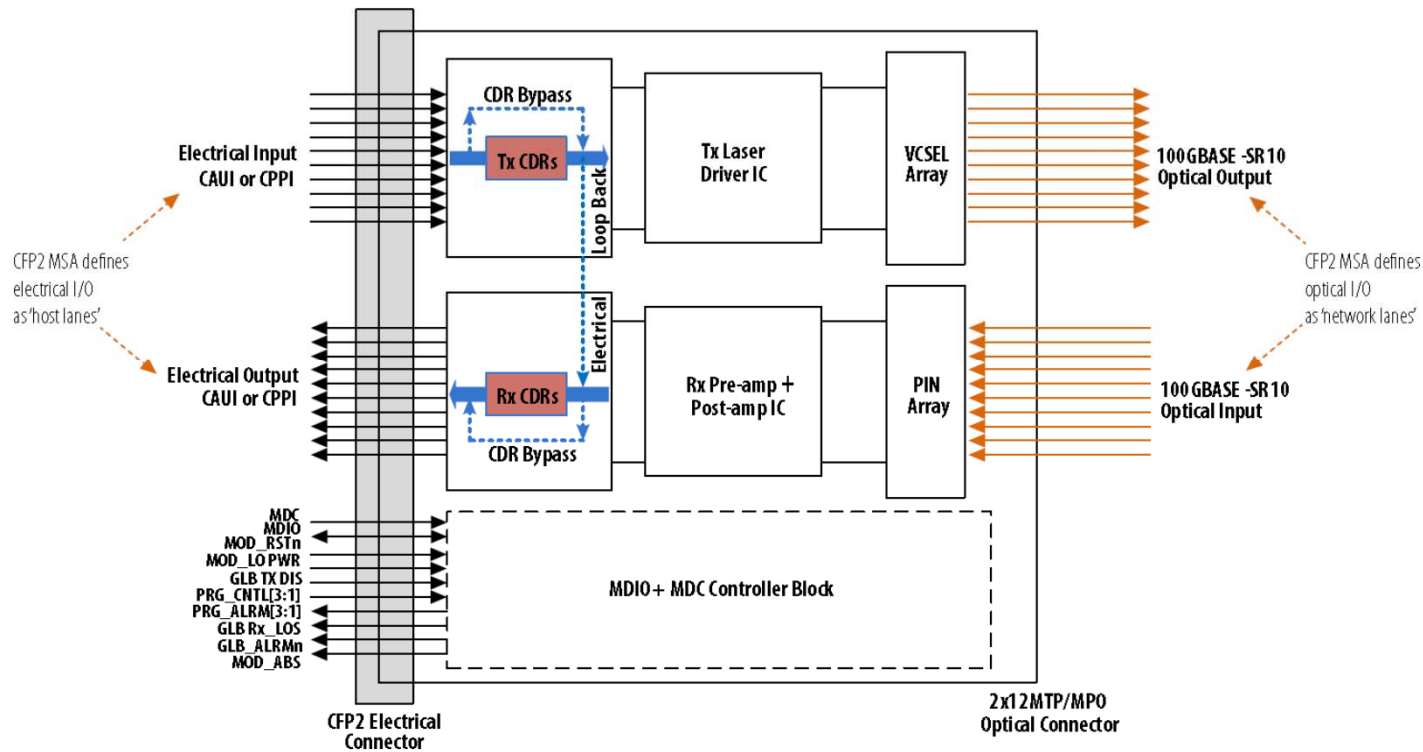 CDR Bypass
Tx CDRs
Loop Back
Electrical
Tx Laser
Driver IC
VCSEL
Array
Electrical Input
CAUI or CPPI
100GBASE -SR10
Optical Output
CFP2 MSA defines
electrical I/O
as 'host lanes'
CFP2 MSA defines
optical I/O
as 'network lanes'
Electrical Output
CAUI or CPPI
Rx CDRs
CDR Bypass
Rx Pre-amp +
Post-amp IC
PIN
Array
100GBASE -SR10
Optical Input
MDC
MDIO
MOD_RSTn
MOD_LO PWR
GLB TX DIS
PRG_CNTL[3:1]
PRG_ALRM[3:1]
GLB Rx_LOS
GLB_ALRMn
MOD_ABS
MDIO + MDC Controller Block
CFP2 Electrical
Connector
2x12MTP/MPO
Optical Connector